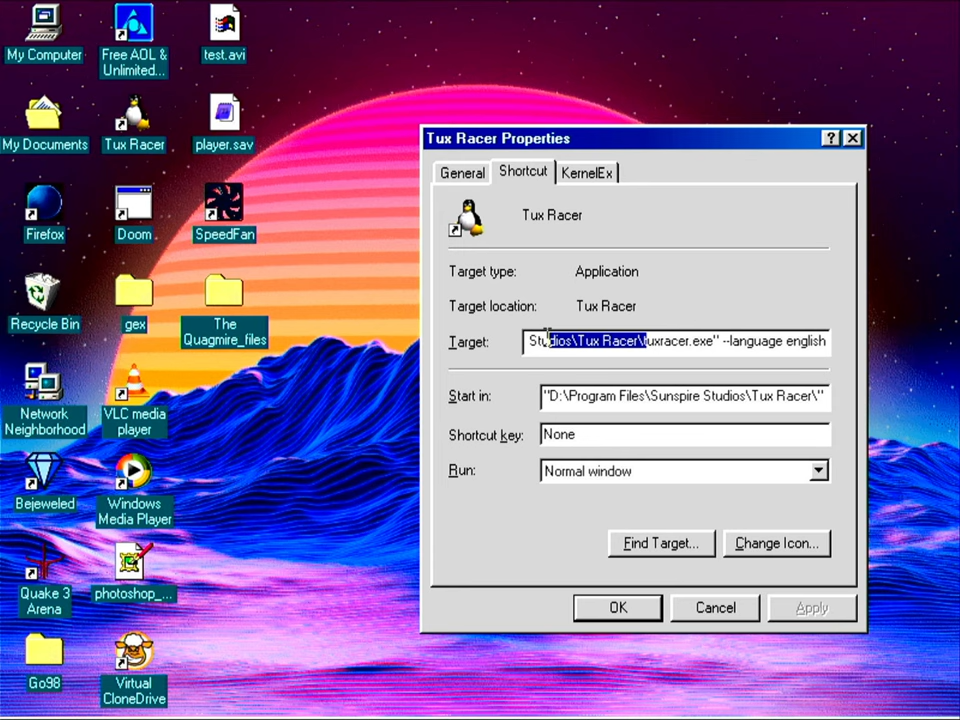 My Computer
Free AOL &
Unlimited...
test.avi
My Documents
Tux Racer
player.sav
Firefox
Doom
SpeedFan
Recycle Bin
gex
The
Quagmire_files
Network
Neighborhood
VLC media
player
Bejeweled
Windows
Media Player
Quake 3
Arena
photoshop_...
Go98
Virtual
CloneDrive
Tux Racer Properties
General
Shortcut
KernelEx
Tux Racer
Target type: Application
Target location: Tux Racer
Target: Studios\Tux Racer\tuxracer.exe" --language english
Start in: "D:\Program Files\Sunspire Studios\Tux Racer\"
Shortcut key: None
Run: Normal window
Find Target...
Change Icon...
OK
Cancel
Apply